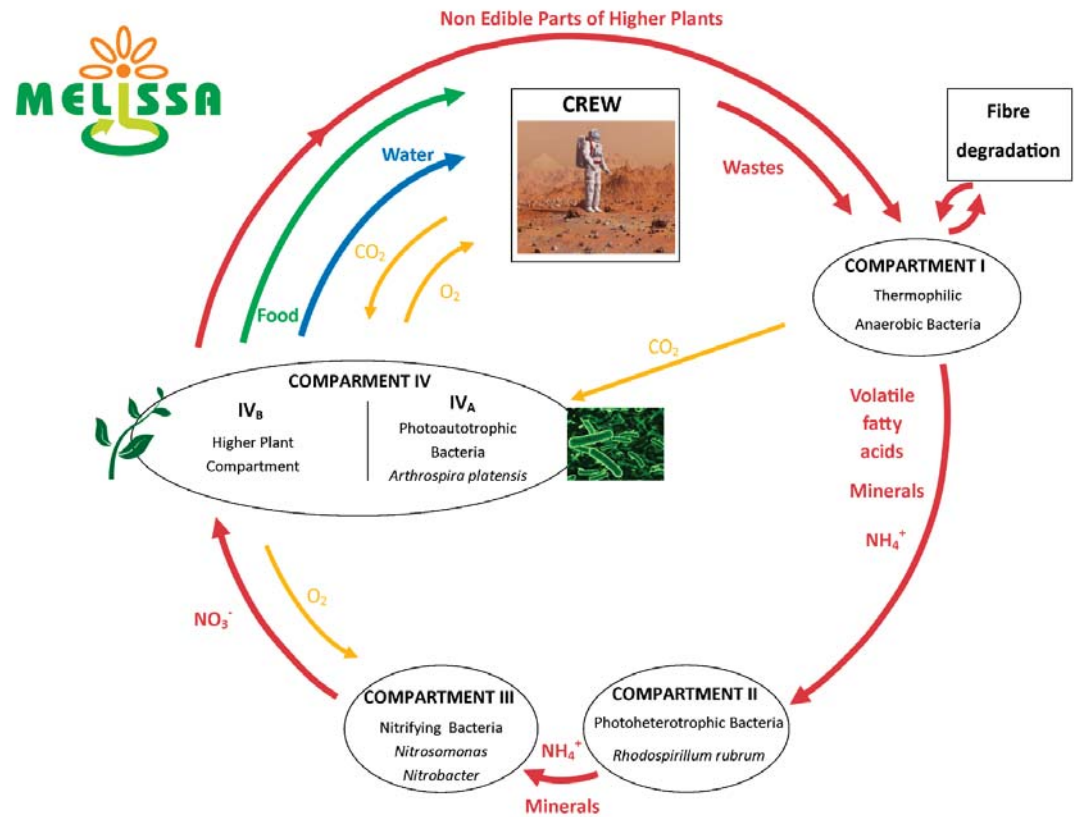 Non Edible Parts of Higher Plants
MELiSSA
CREW
Fibre
degradation
Water
Wastes
CO₂
O₂
Food
COMPARTMENT I
Thermophilic
Anaerobic Bacteria
CO₂
COMPARMENT IV
IV_B
Higher Plant
Compartment
IV_A
Photoautotrophic
Bacteria
Arthrospira platensis
Volatile
fatty
acids
Minerals
NH₄⁺
O₂
NO₃⁻
COMPARTMENT III
Nitrifying Bacteria
Nitrosomonas
Nitrobacter
NH₄⁺
Minerals
COMPARTMENT II
Photoheterotrophic Bacteria
Rhodospirillum rubrum